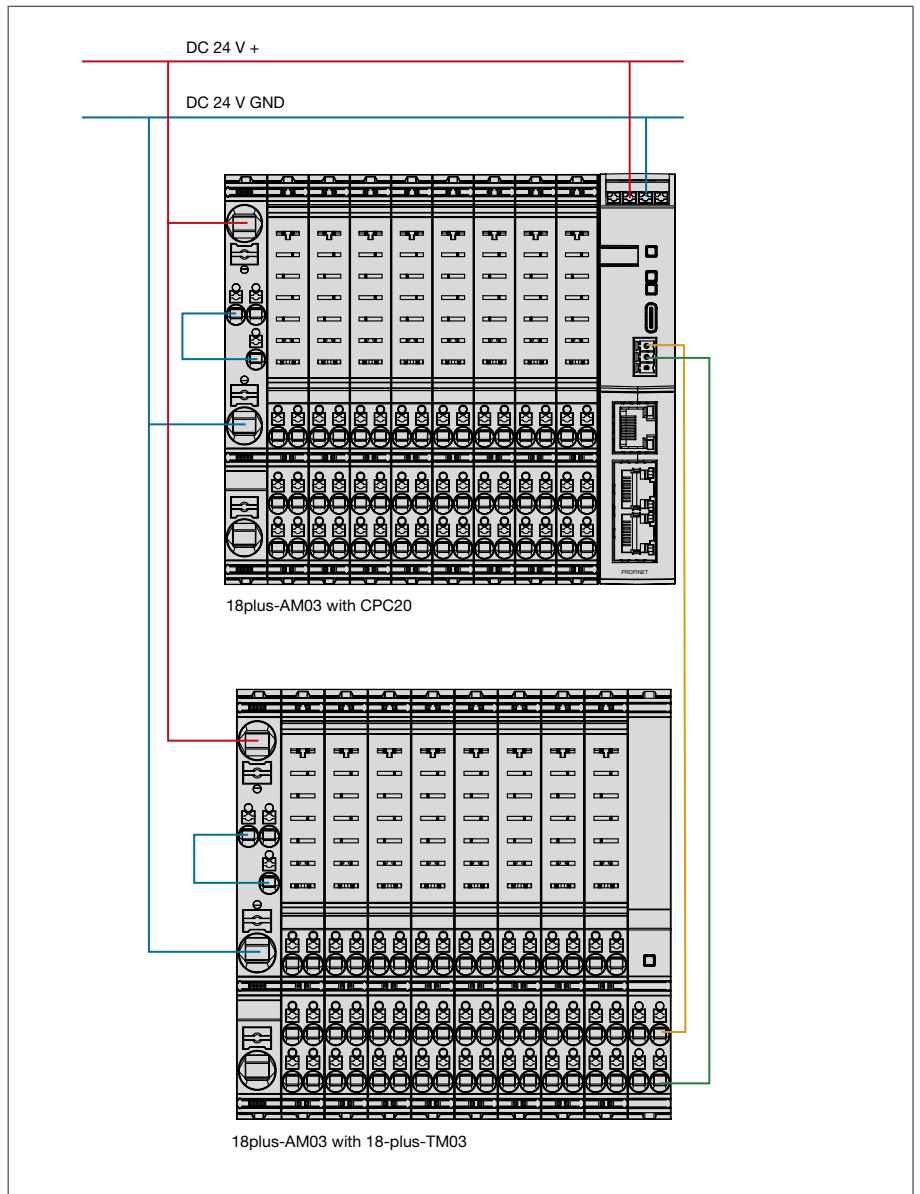 DC 24 V +
DC 24 V GND
PROFINET
18plus-AM03 with CPC20
18plus-AM03 with 18-plus-TM03